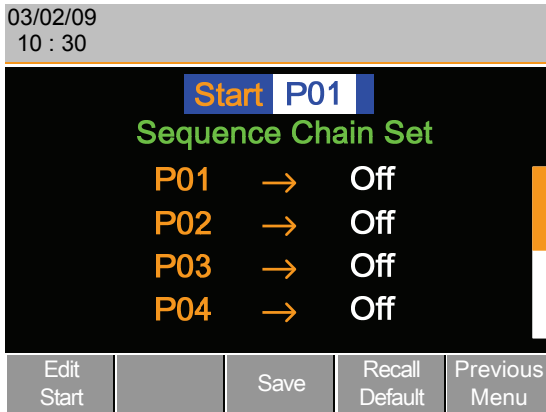 03/02/09
10 : 30
Start P01
Sequence Chain Set
P01 → Off
P02 → Off
P03 → Off
P04 → Off
Edit Start
Save
Recall Default
Previous Menu